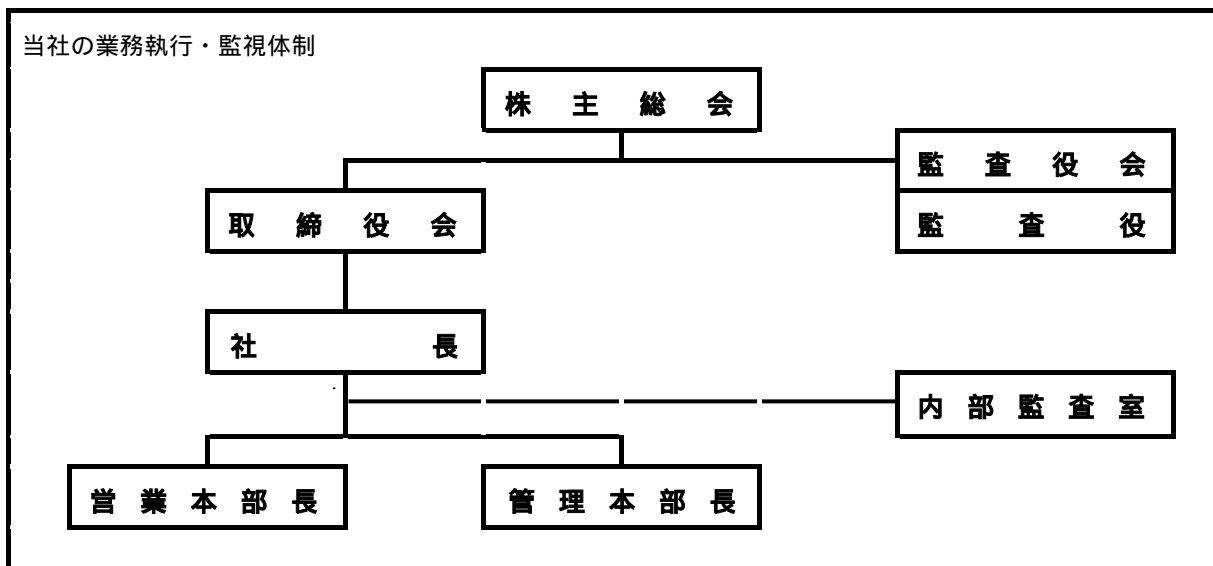 当社の業務執行・監視体制
株主総会
監査役会
取締役会
監査役
社長
内部監査室
営業本部長
管理本部長